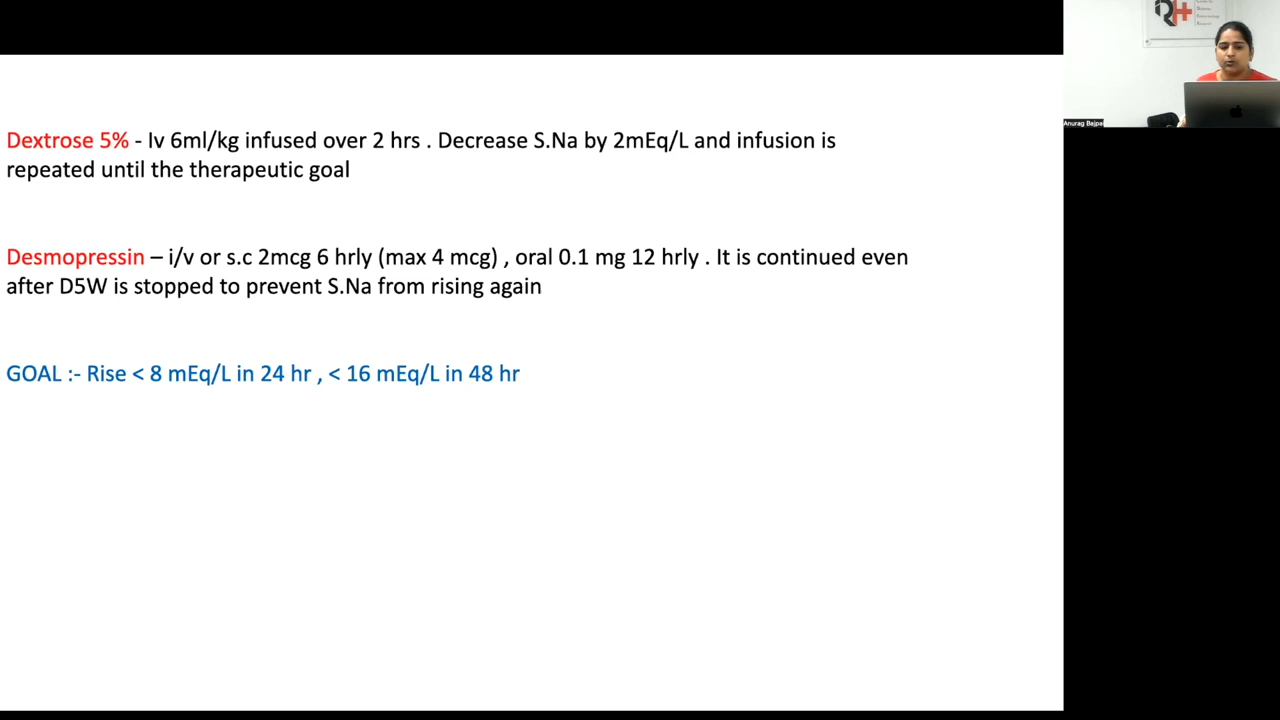 Dextrose 5% - Iv 6ml/kg infused over 2 hrs . Decrease S.Na by 2mEq/L and infusion is
repeated until the therapeutic goal
Desmopressin – i/v or s.c 2mcg 6 hrly (max 4 mcg) , oral 0.1 mg 12 hrly . It is continued even
after D5W is stopped to prevent S.Na from rising again
GOAL :- Rise < 8 mEq/L in 24 hr , < 16 mEq/L in 48 hr
Anurag Bajpai